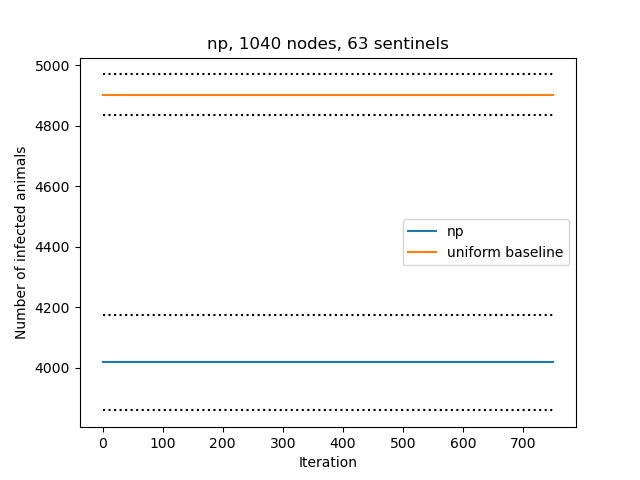 np, 1040 nodes, 63 sentinels
5000
4800
4600
4400
4200
4000
Number of infected animals
np
uniform baseline
0 100 200 300 400 500 600 700
Iteration